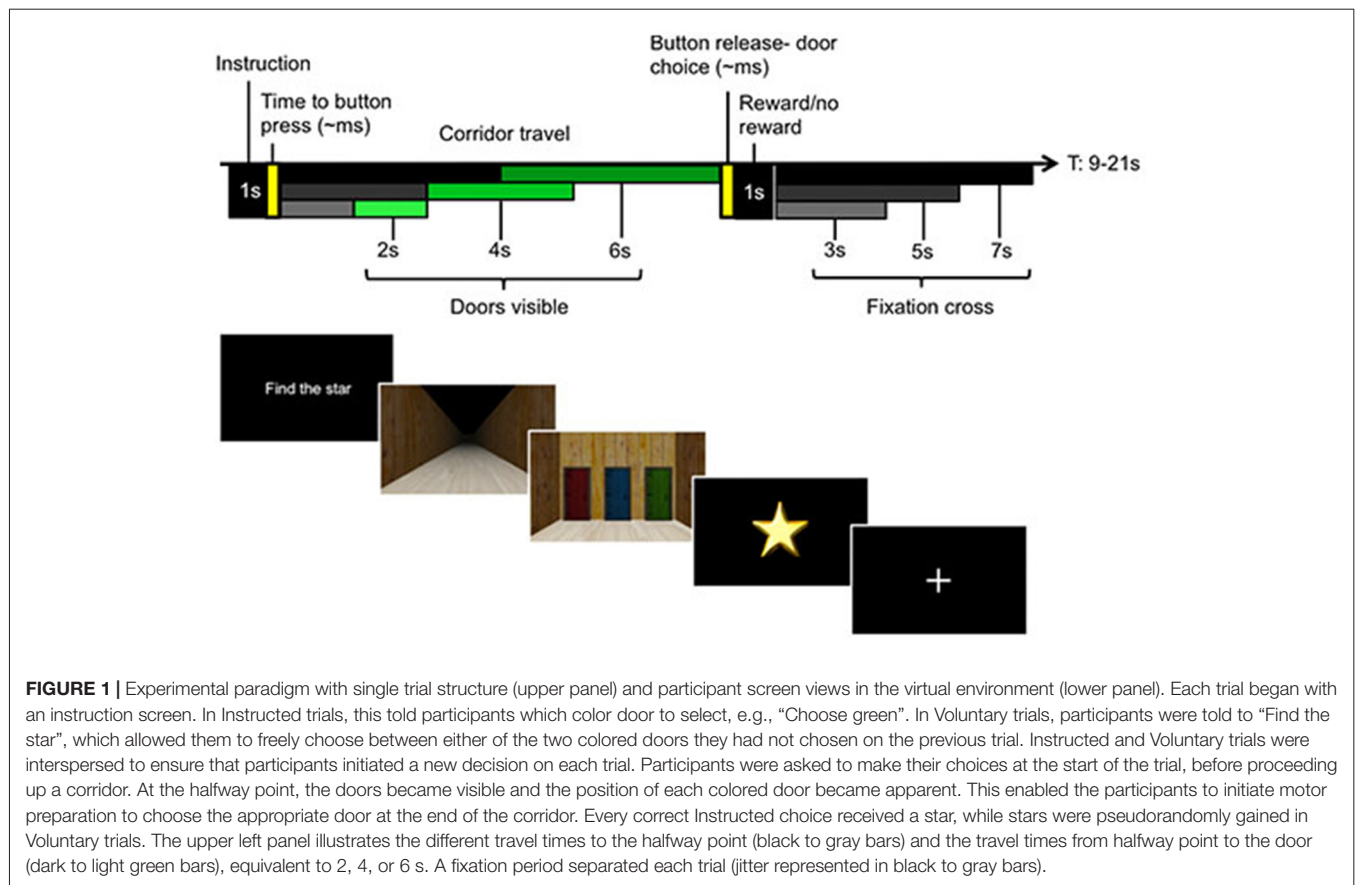 Button release- door
choice (~ms)
Instruction
Time to button
press (~ms)
Corridor travel
Reward/no
reward
T: 9-21s
1s
1s
2s
4s
6s
3s
5s
7s
Doors visible
Fixation cross
Find the star
FIGURE 1 | Experimental paradigm with single trial structure (upper panel) and participant screen views in the virtual environment (lower panel). Each trial began with
an instruction screen. In Instructed trials, this told participants which color door to select, e.g., “Choose green”. In Voluntary trials, participants were told to “Find the
star”, which allowed them to freely choose between either of the two colored doors they had not chosen on the previous trial. Instructed and Voluntary trials were
interspersed to ensure that participants initiated a new decision on each trial. Participants were asked to make their choices at the start of the trial, before proceeding
up a corridor. At the halfway point, the doors became visible and the position of each colored door became apparent. This enabled the participants to initiate motor
preparation to choose the appropriate door at the end of the corridor. Every correct Instructed choice received a star, while stars were pseudorandomly gained in
Voluntary trials. The upper left panel illustrates the different travel times to the halfway point (black to gray bars) and the travel times from halfway point to the door
(dark to light green bars), equivalent to 2, 4, or 6 s. A fixation period separated each trial (jitter represented in black to gray bars).